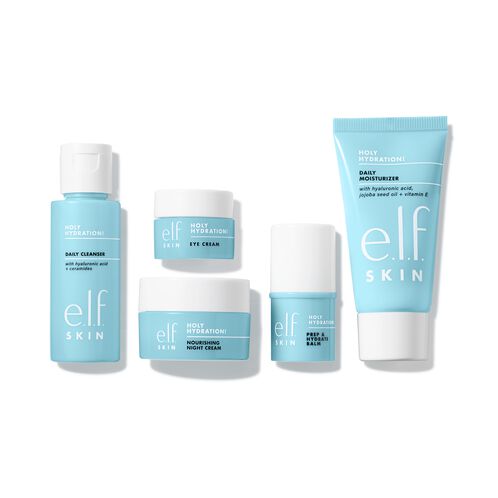 HOLY
HYDRATION!
DAILY CLEANSER
with hyaluronic acid
+ ceramides
e.l.f.
SKIN
e.l.f.
SKIN
HOLY
HYDRATION!
EYE CREAM
e.l.f.
SKIN
HOLY
HYDRATION!
NOURISHING
NIGHT CREAM
e.l.f.
SKIN
HOLY
HYDRATION!
PREP &
HYDRATE
BALM
HOLY
HYDRATION!
DAILY
MOISTURIZER
with hyaluronic acid,
jojoba seed oil + vitamin E
e.l.f.
SKIN